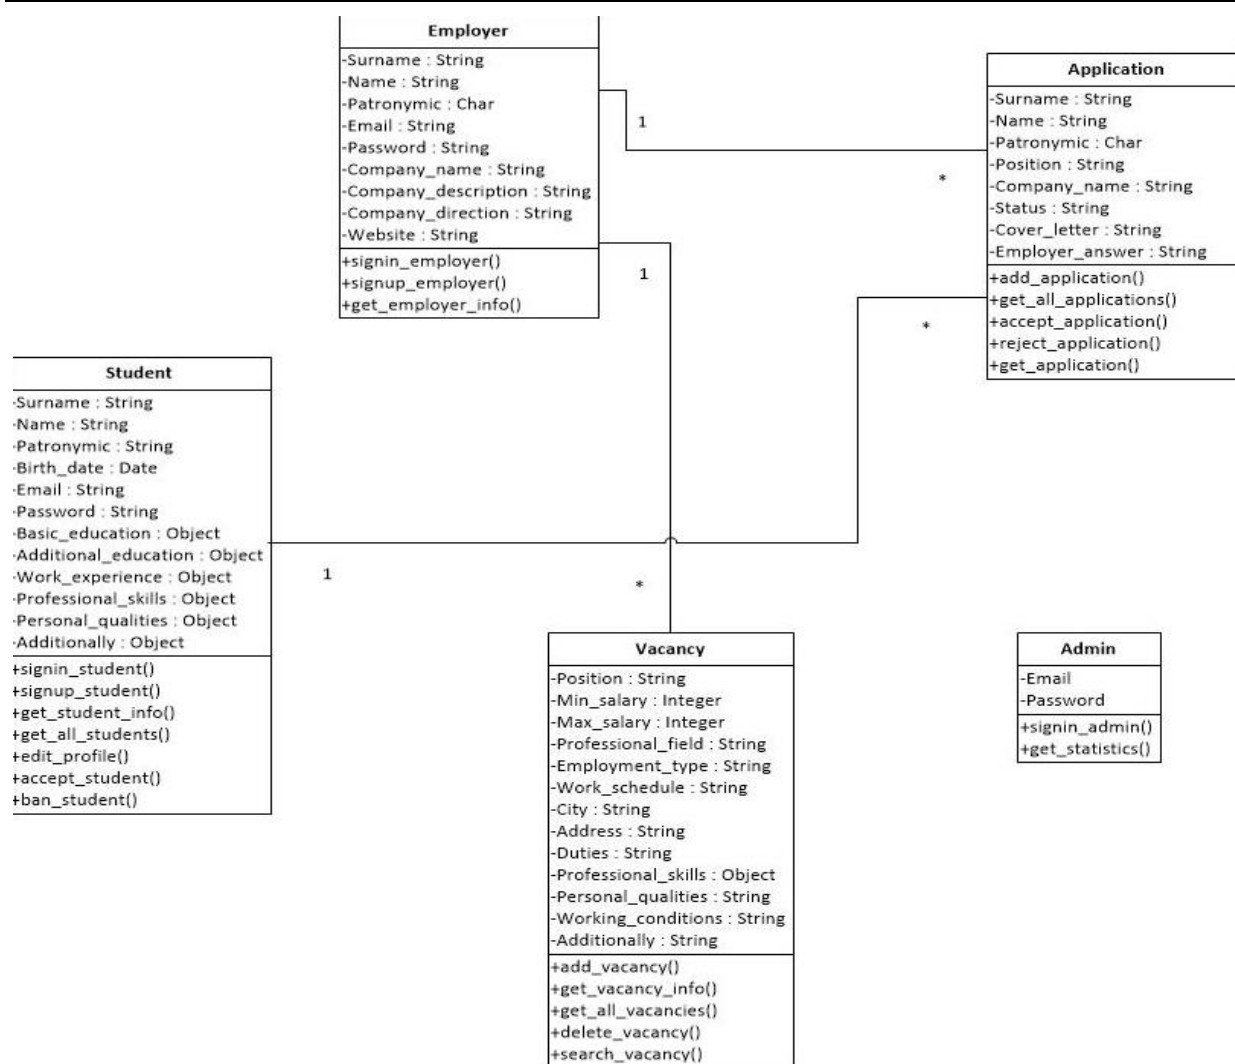 Employer
-Surname : String
-Name : String
-Patronymic : Char
-Email : String
-Password : String
-Company_name : String
-Company_description : String
-Company_direction : String
-Website : String
+signin_employer()
+signup_employer()
+get_employer_info()
1
*
1
*
Application
-Surname : String
-Name : String
-Patronymic : Char
-Position : String
-Company_name : String
-Status : String
-Cover_letter : String
-Employer_answer : String
+add_application()
+get_all_applications()
+accept_application()
+reject_application()
+get_application()
Student
-Surname : String
-Name : String
-Patronymic : String
-Birth_date : Date
-Email : String
-Password : String
-Basic_education : Object
-Additional_education : Object
-Work_experience : Object
-Professional_skills : Object
-Personal_qualities : Object
-Additionally : Object
+signin_student()
+signup_student()
+get_student_info()
+get_all_students()
+edit_profile()
+accept_student()
+ban_student()
1
*
Vacancy
-Position : String
-Min_salary : Integer
-Max_salary : Integer
-Professional_field : String
-Employment_type : String
-Work_schedule : String
-City : String
-Address : String
-Duties : String
-Professional_skills : Object
-Personal_qualities : String
-Working_conditions : String
-Additionally : String
+add_vacancy()
+get_vacancy_info()
+get_all_vacancies()
+delete_vacancy()
+search_vacancy()
Admin
-Email
-Password
+signin_admin()
+get_statistics()